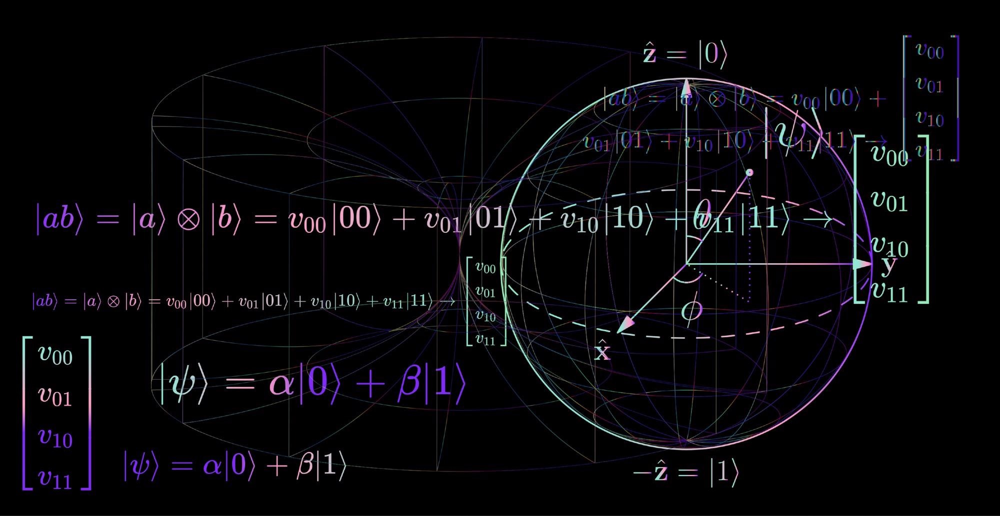 ẑ = |0⟩
|ab⟩ = |a⟩ ⊗ |b⟩ = v₀₀|00⟩ +
v₀₁|01⟩ + v₁₀|10⟩ + v₁₁|11⟩ →
v₀₀
v₀₁
v₁₀
v₁₁
|ψ⟩
|ab⟩ = |a⟩ ⊗ |b⟩ = v₀₀|00⟩ + v₀₁|01⟩ + v₁₀|10⟩ + v₁₁|11⟩ →
v₀₀
v₀₁
v₁₀
v₁₁
θ
ŷ
ϕ
x̂
|ab⟩ = |a⟩ ⊗ |b⟩ = v₀₀|00⟩ + v₀₁|01⟩ + v₁₀|10⟩ + v₁₁|11⟩ →
v₀₀
v₀₁
v₁₀
v₁₁
v₀₀
v₀₁
v₁₀
v₁₁
|ψ⟩ = α|0⟩ + β|1⟩
|ψ⟩ = α|0⟩ + β|1⟩
−ẑ = |1⟩